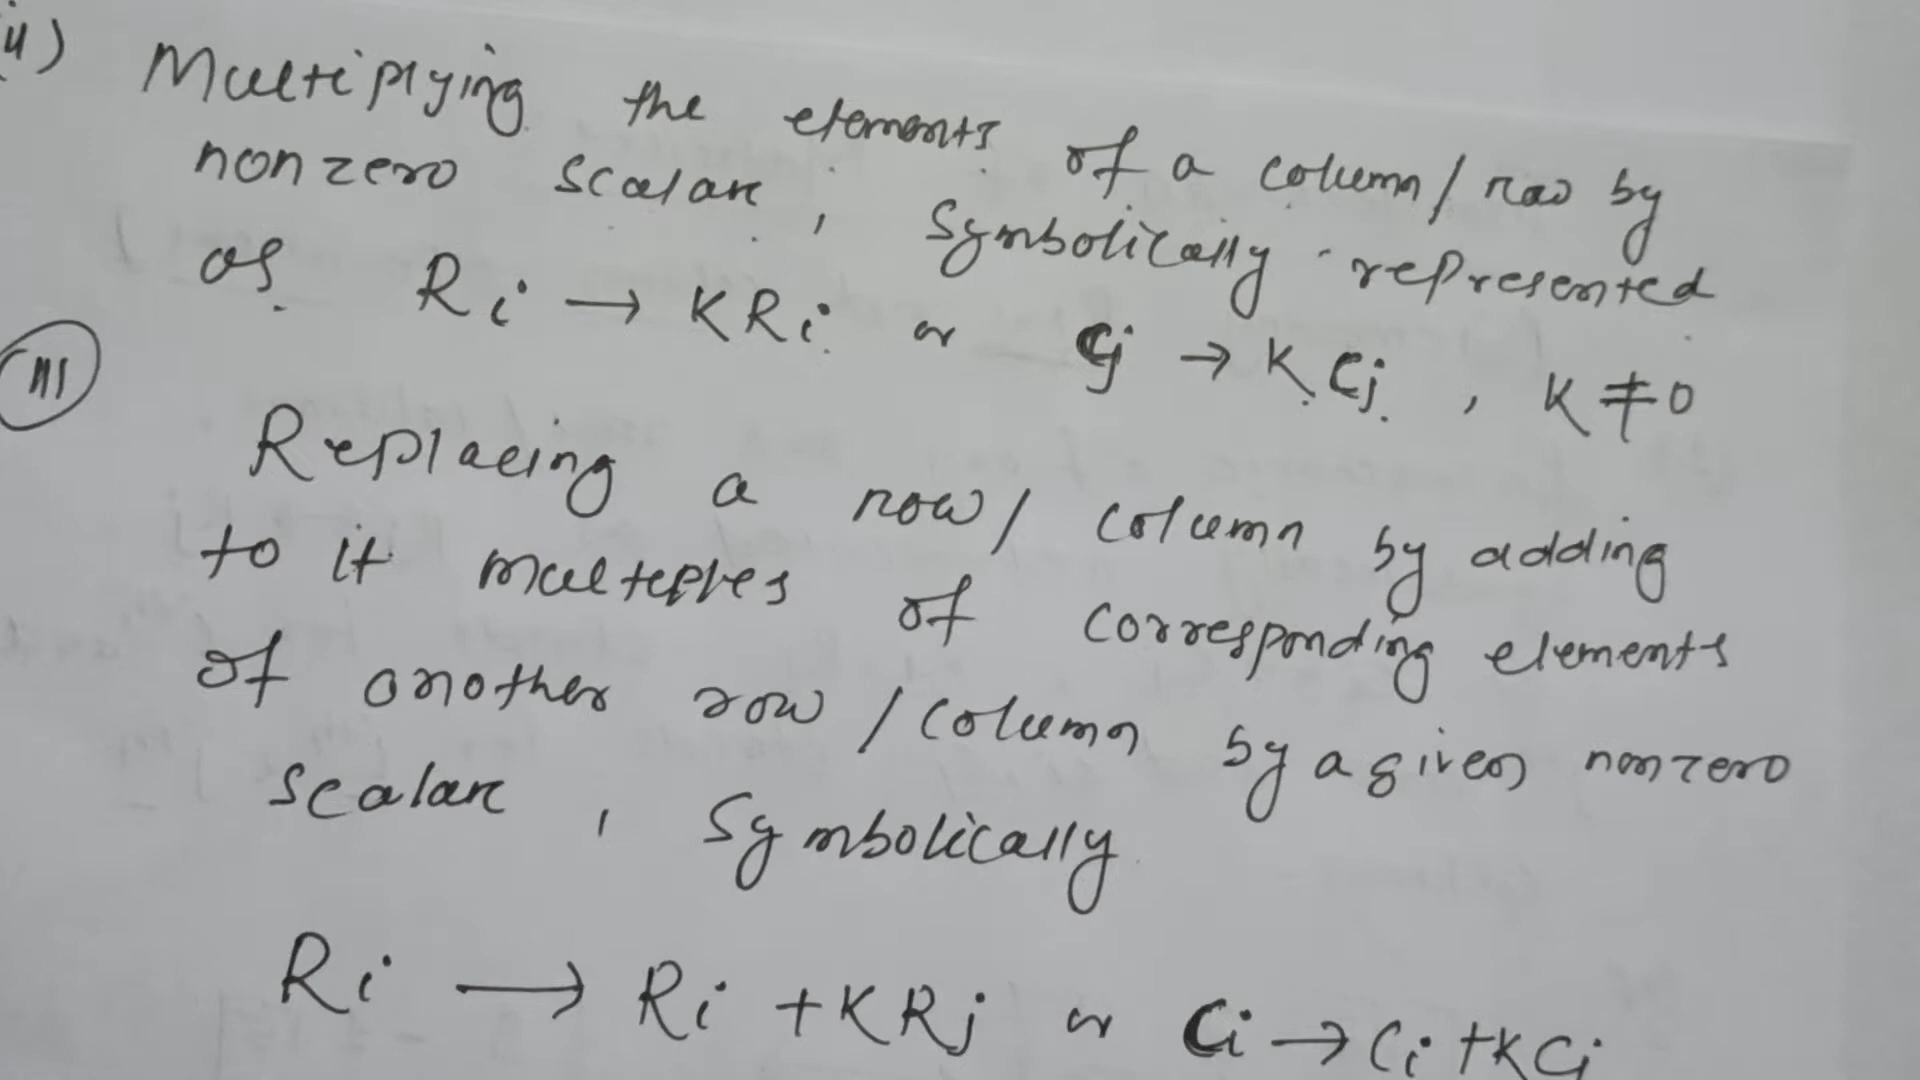 ii) Multiplying the elements of a column/row by
nonzero scalar, symbolically represented
as Ri → KRi or Cj → KCj, K ≠ 0
(iii)
Replacing a row/column by adding
to it multiples of corresponding elements
of another row/column by a given nonzero
scalar, symbolically
Ri → Ri + KRj or Ci → Ci + KCj